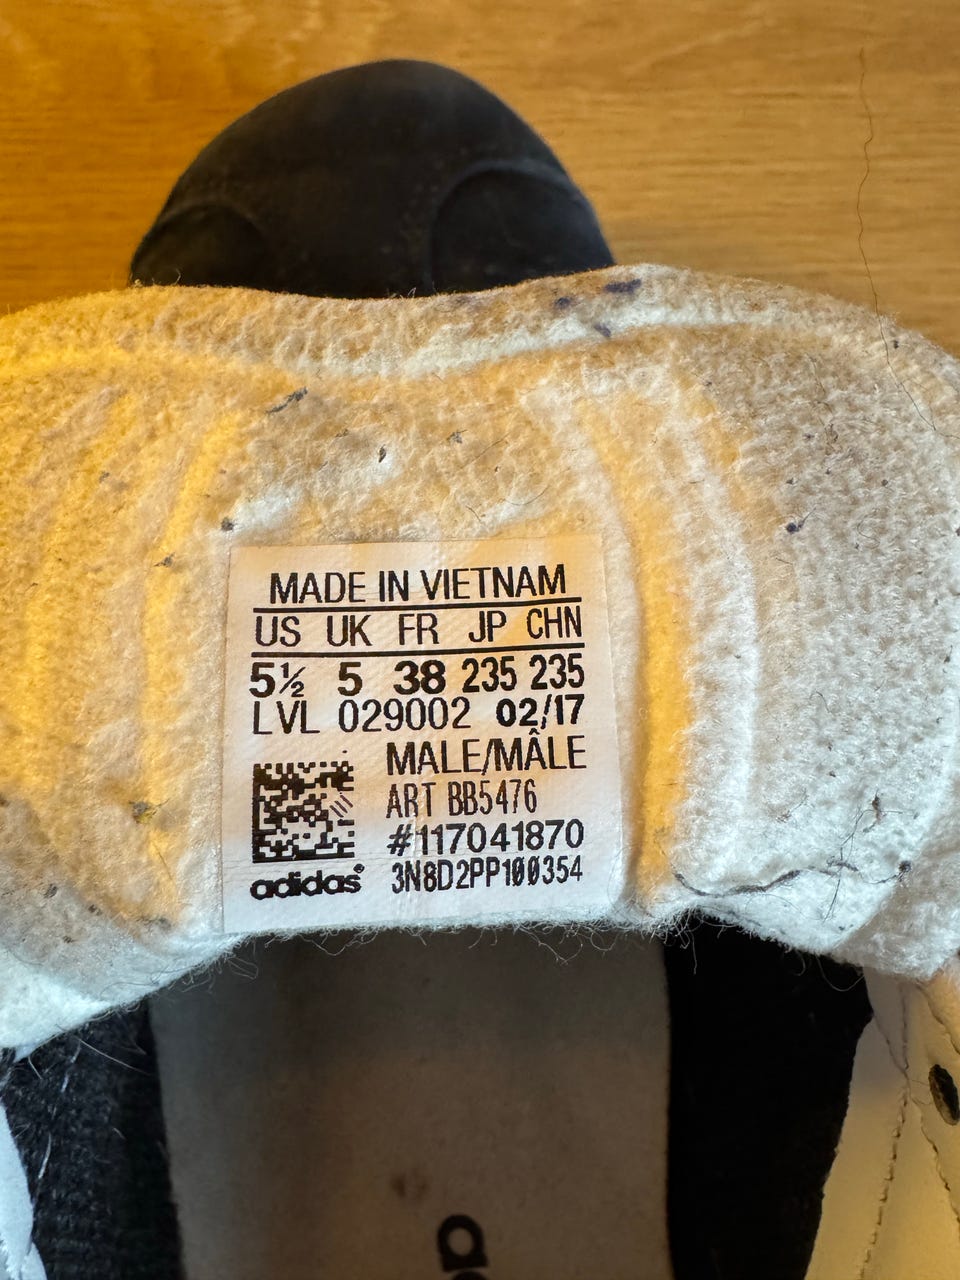 MADE IN VIETNAM
US UK FR JP CHN
5½ 5 38 235 235
LVL 029002 02/17
MALE/MÂLE
ART BB5476
#117041870
adidas® 3N8D2PP100354